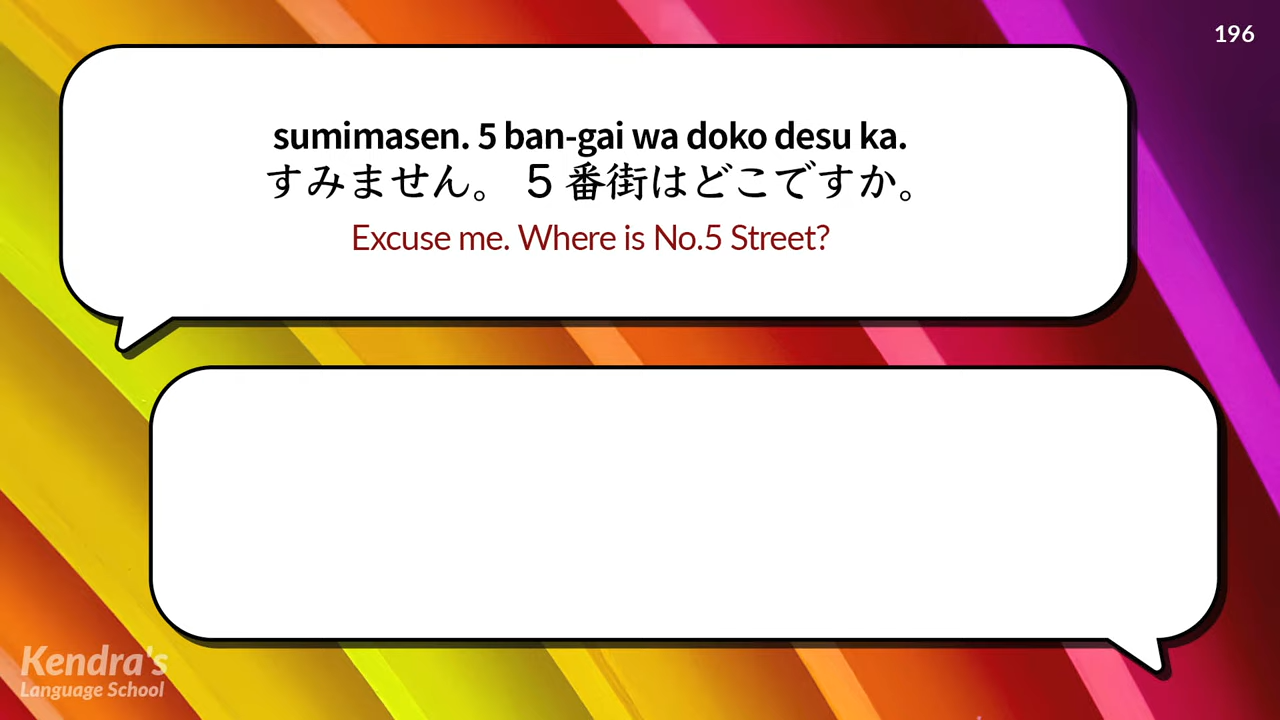 196
sumimasen. 5 ban-gai wa doko desu ka.
すみません。 ５番街はどこですか。
Excuse me. Where is No.5 Street?
Kendra's
Language School